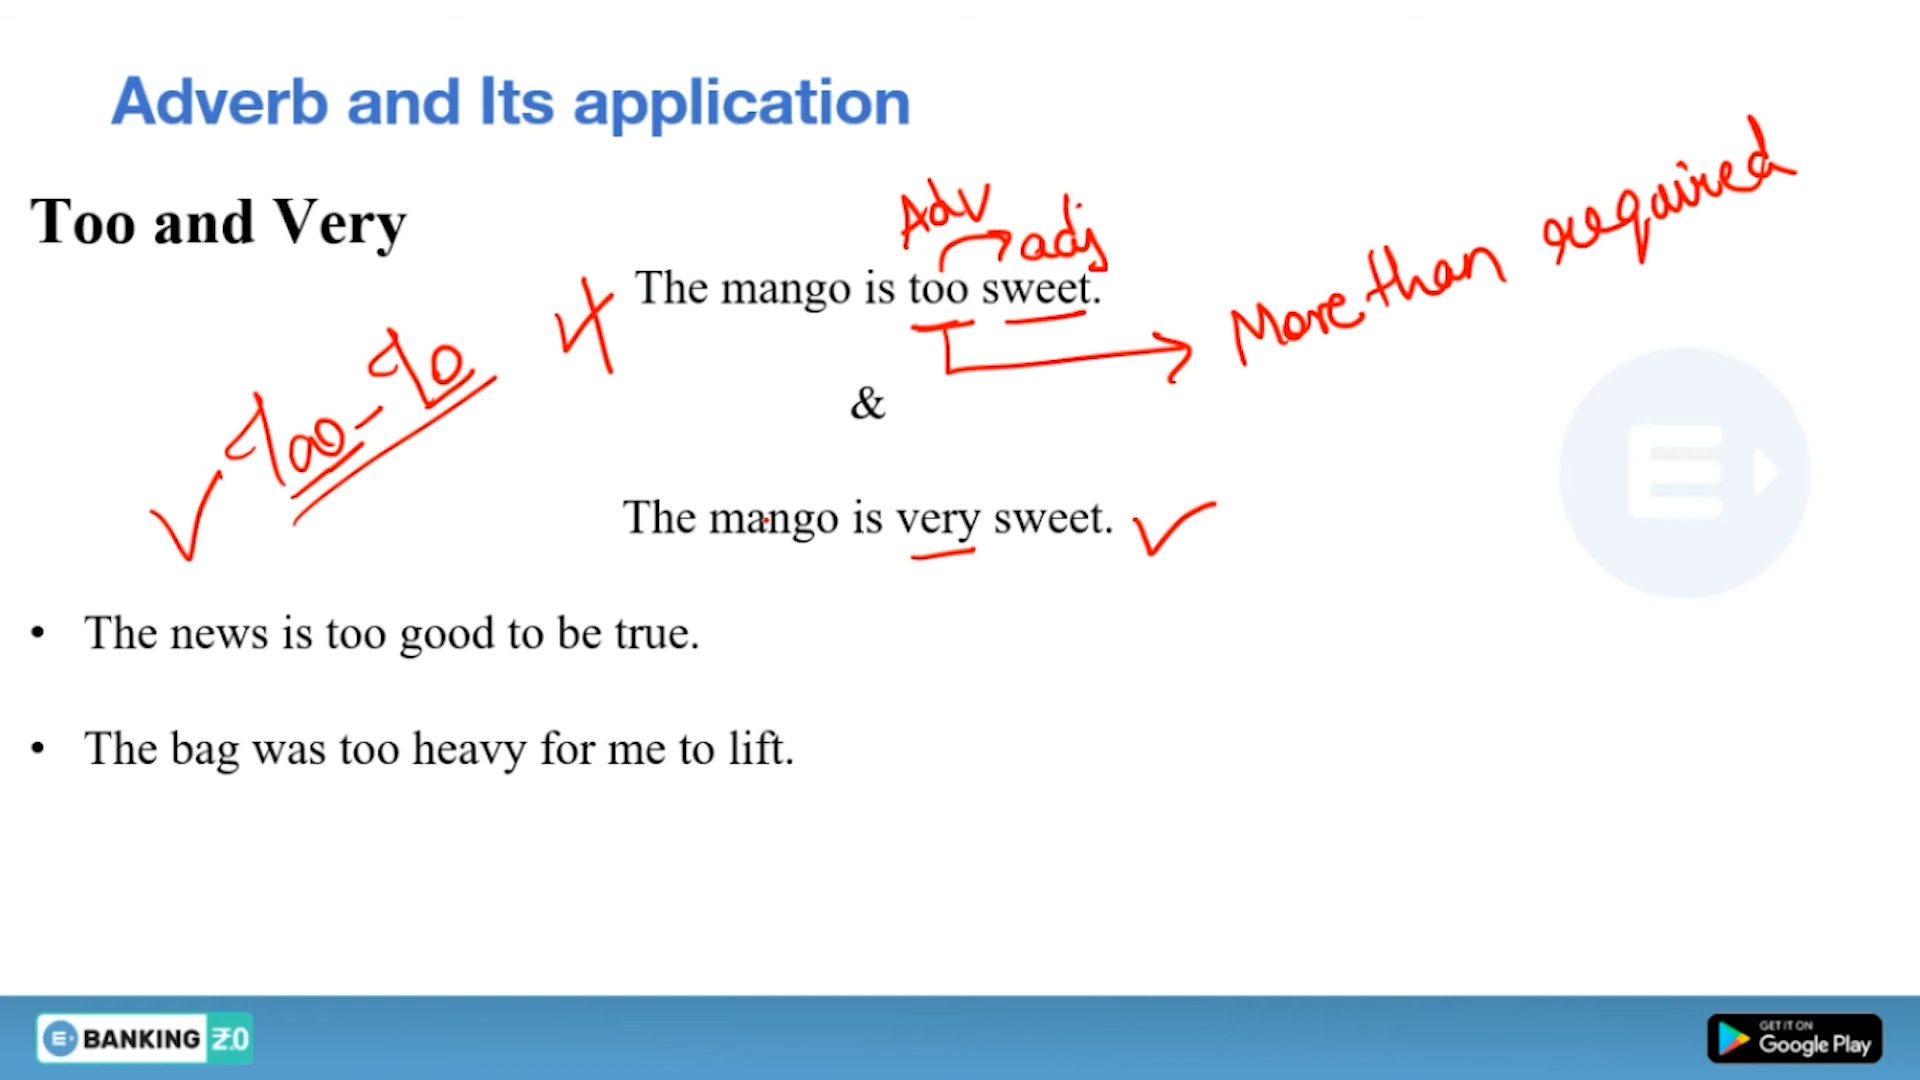 Adverb and Its application
Too and Very
Adv
adj
More than required
The mango is too sweet.
Too - To
&
The mango is very sweet.
• The news is too good to be true.
• The bag was too heavy for me to lift.
E BANKING ₹.0
GET IT ON
Google Play